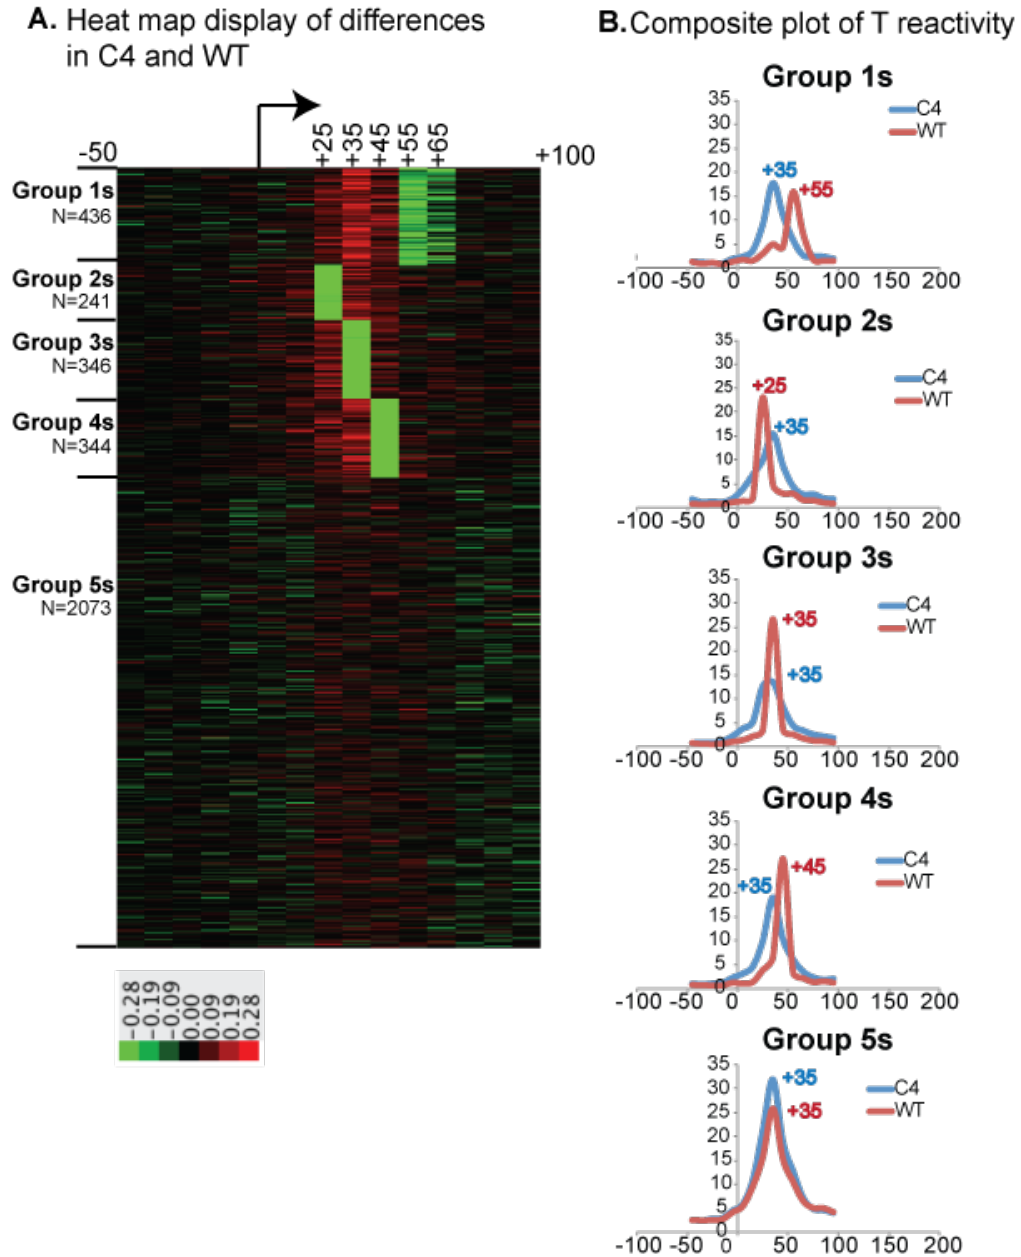 A. Heat map display of differences
in C4 and WT
-50
+25
+35
+45
+55
+65
+100
Group 1s
N=436
Group 2s
N=241
Group 3s
N=346
Group 4s
N=344
Group 5s
N=2073
-0.28
-0.19
-0.09
0.00
0.09
0.19
0.28
B. Composite plot of T reactivity
Group 1s
35
30
25
20
15
10
5
0
C4
WT
+35
+55
-100 -50 0 50 100 150 200
Group 2s
35
30
25
20
15
10
5
0
C4
WT
+25
+35
-100 -50 0 50 100 150 200
Group 3s
35
30
25
20
15
10
5
0
C4
WT
+35
+35
-100 -50 0 50 100 150 200
Group 4s
35
30
25
20
15
10
5
0
C4
WT
+35
+45
-100 -50 0 50 100 150 200
Group 5s
35
30
25
20
15
10
5
0
C4
WT
+35
+35
-100 -50 0 50 100 150 200